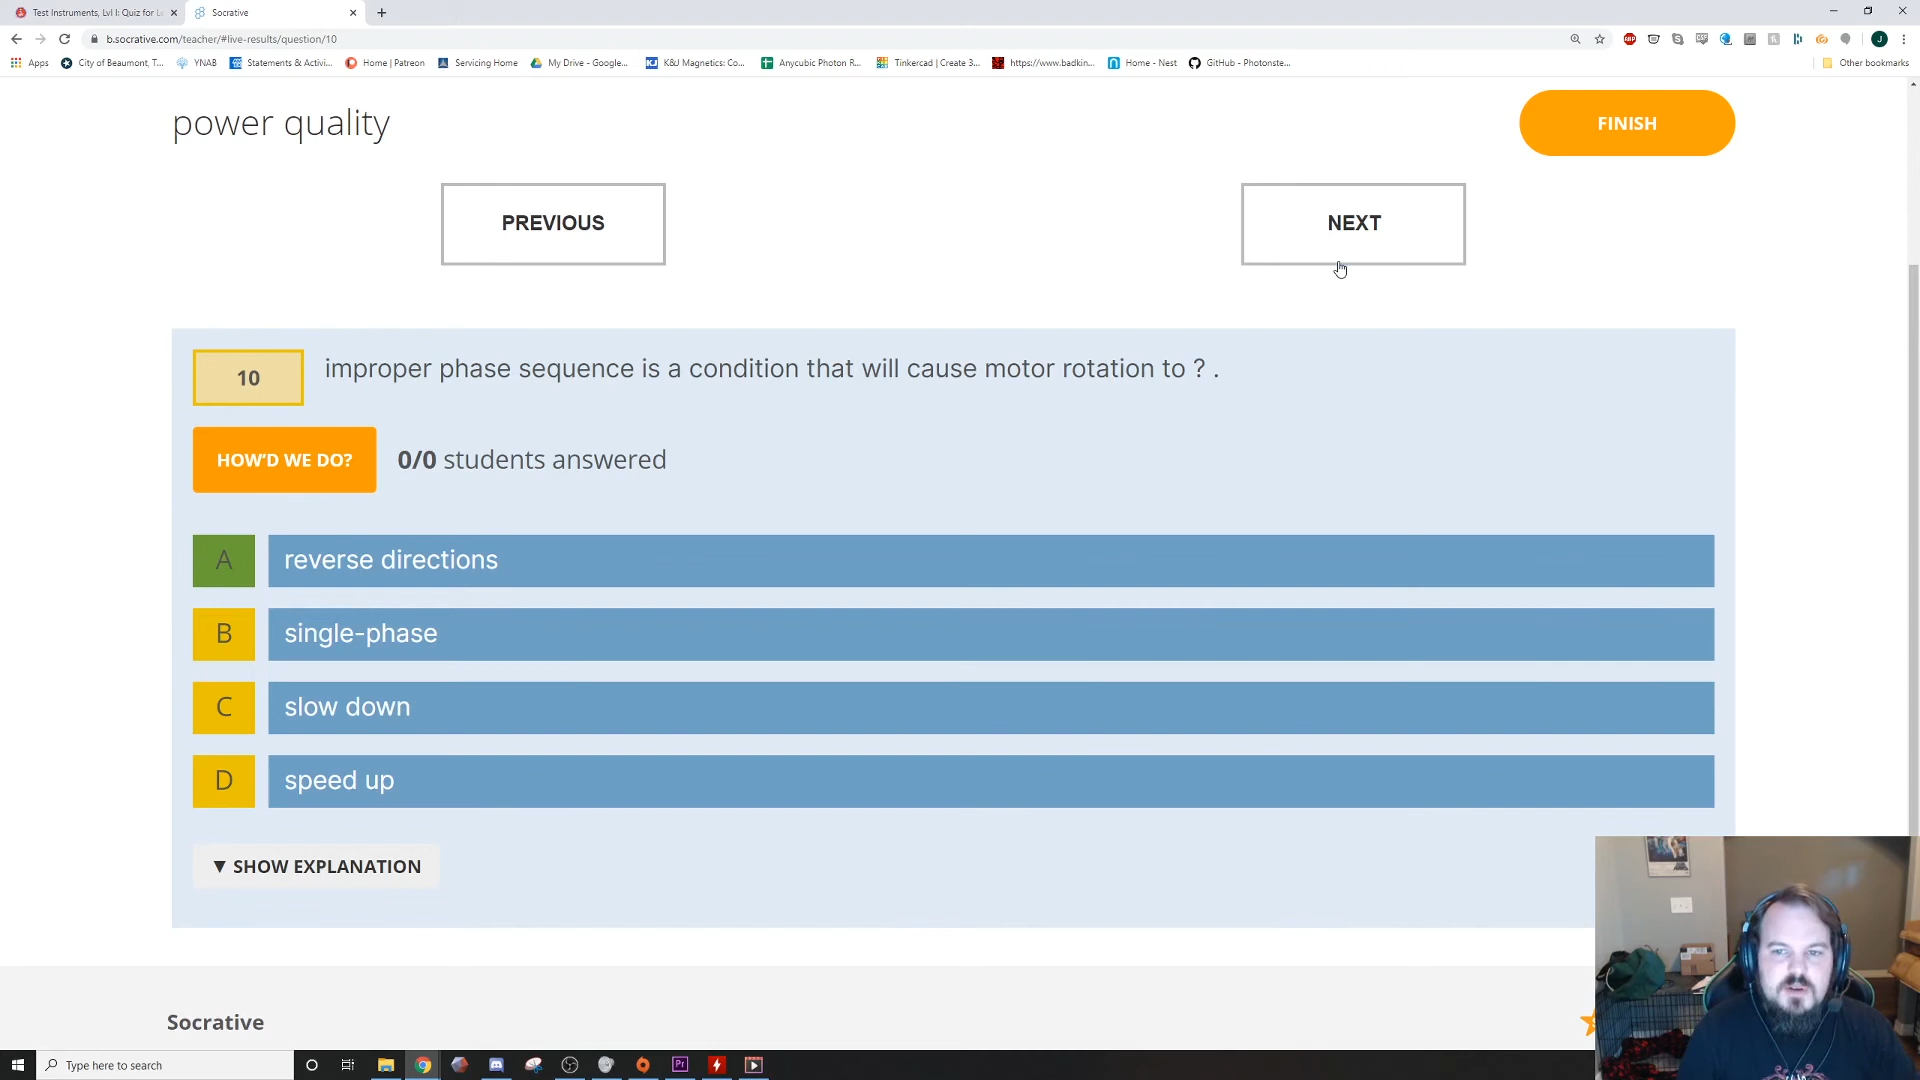 Test Instruments, Lvl I: Quiz for L
Socrative
b.socrative.com/teacher/#live-results/question/10
Apps
City of Beaumont, T...
YNAB
Statements & Activi...
Home | Patreon
Servicing Home
My Drive - Google...
K&J Magnetics: Co...
Anycubic Photon R...
Tinkercad | Create 3...
https://www.badkin...
Home - Nest
GitHub - Photonste...
Other bookmarks
power quality
FINISH
PREVIOUS
NEXT
10
improper phase sequence is a condition that will cause motor rotation to ? .
HOW'D WE DO?
0/0 students answered
A
reverse directions
B
single-phase
C
slow down
D
speed up
▼ SHOW EXPLANATION
Socrative
Type here to search